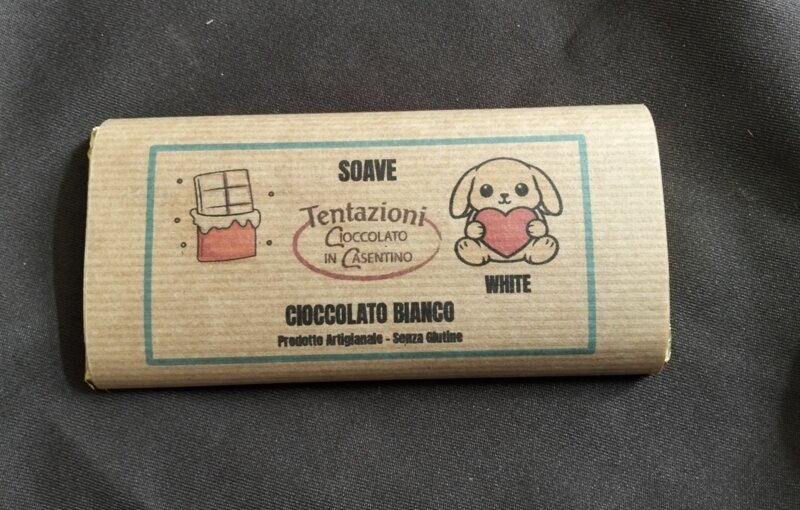 SOAVE
Tentazioni
CIOCCOLATO
IN CASENTINO
WHITE
CIOCCOLATO BIANCO
Prodotto Artigianale - Senza Glutine